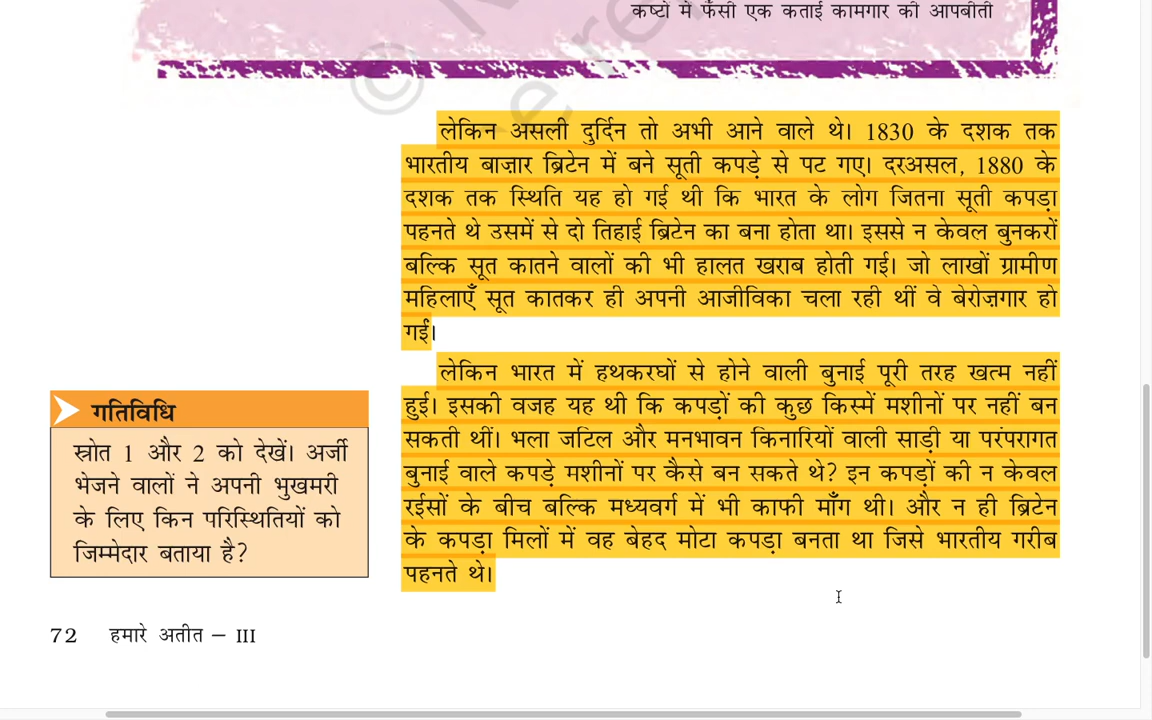 कष्टों में फँसी एक कताई कामगार की आपबीती
लेकिन असली दुर्दिन तो अभी आने वाले थे। 1830 के दशक तक
भारतीय बाज़ार ब्रिटेन में बने सूती कपड़े से पट गए। दरअसल, 1880 के
दशक तक स्थिति यह हो गई थी कि भारत के लोग जितना सूती कपड़ा
पहनते थे उसमें से दो तिहाई ब्रिटेन का बना होता था। इससे न केवल बुनकरों
बल्कि सूत कातने वालों की भी हालत खराब होती गई। जो लाखों ग्रामीण
महिलाएँ सूत कातकर ही अपनी आजीविका चला रही थीं वे बेरोज़गार हो
गईं।
लेकिन भारत में हथकरघों से होने वाली बुनाई पूरी तरह खत्म नहीं
हुई। इसकी वजह यह थी कि कपड़ों की कुछ किस्में मशीनों पर नहीं बन
सकती थीं। भला जटिल और मनभावन किनारियों वाली साड़ी या परंपरागत
बुनाई वाले कपड़े मशीनों पर कैसे बन सकते थे? इन कपड़ों की न केवल
रईसों के बीच बल्कि मध्यवर्ग में भी काफी माँग थी। और न ही ब्रिटेन
के कपड़ा मिलों में वह बेहद मोटा कपड़ा बनता था जिसे भारतीय गरीब
पहनते थे।
गतिविधि
स्रोत 1 और 2 को देखें। अर्जी
भेजने वालों ने अपनी भुखमरी
के लिए किन परिस्थितियों को
जिम्मेदार बताया है?
72 हमारे अतीत – III